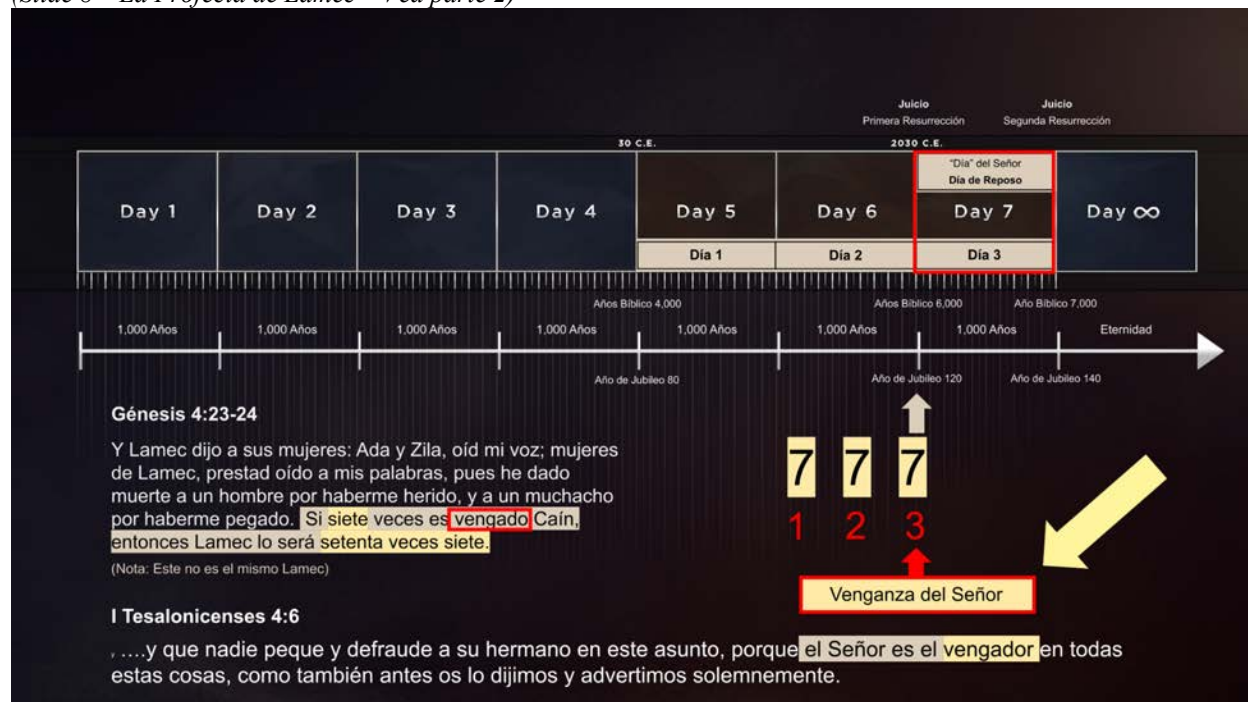 (Slide 8 – La Profecía de Lamec – 7ea parte 2)
Juicio Juicio
Primera Resurrección Segunda Resurrección
30 C.E. 2030 C.E.
"Día" del Señor
Día de Reposo
Day 1 Day 2 Day 3 Day 4 Day 5 Day 6 Day 7 Day ∞
Día 1 Día 2 Día 3
Años Bíblico 4,000 Años Bíblico 6,000 Año Bíblico 7,000
1,000 Años 1,000 Años 1,000 Años 1,000 Años 1,000 Años 1,000 Años 1,000 Años Eternidad
Año de Jubileo 80 Año de Jubileo 120 Año de Jubileo 140
Génesis 4:23-24
Y Lamec dijo a sus mujeres: Ada y Zila, oíd mi voz; mujeres
de Lamec, prestad oído a mis palabras, pues he dado
muerte a un hombre por haberme herido, y a un muchacho
por haberme pegado. Si siete veces es vengado Caín,
entonces Lamec lo será setenta veces siete.
(Nota: Este no es el mismo Lamec)
7 7 7
1 2 3
Venganza del Señor
I Tesalonicenses 4:6
, ....y que nadie peque y defraude a su hermano en este asunto, porque el Señor es el vengador en todas
estas cosas, como también antes os lo dijimos y advertimos solemnemente.